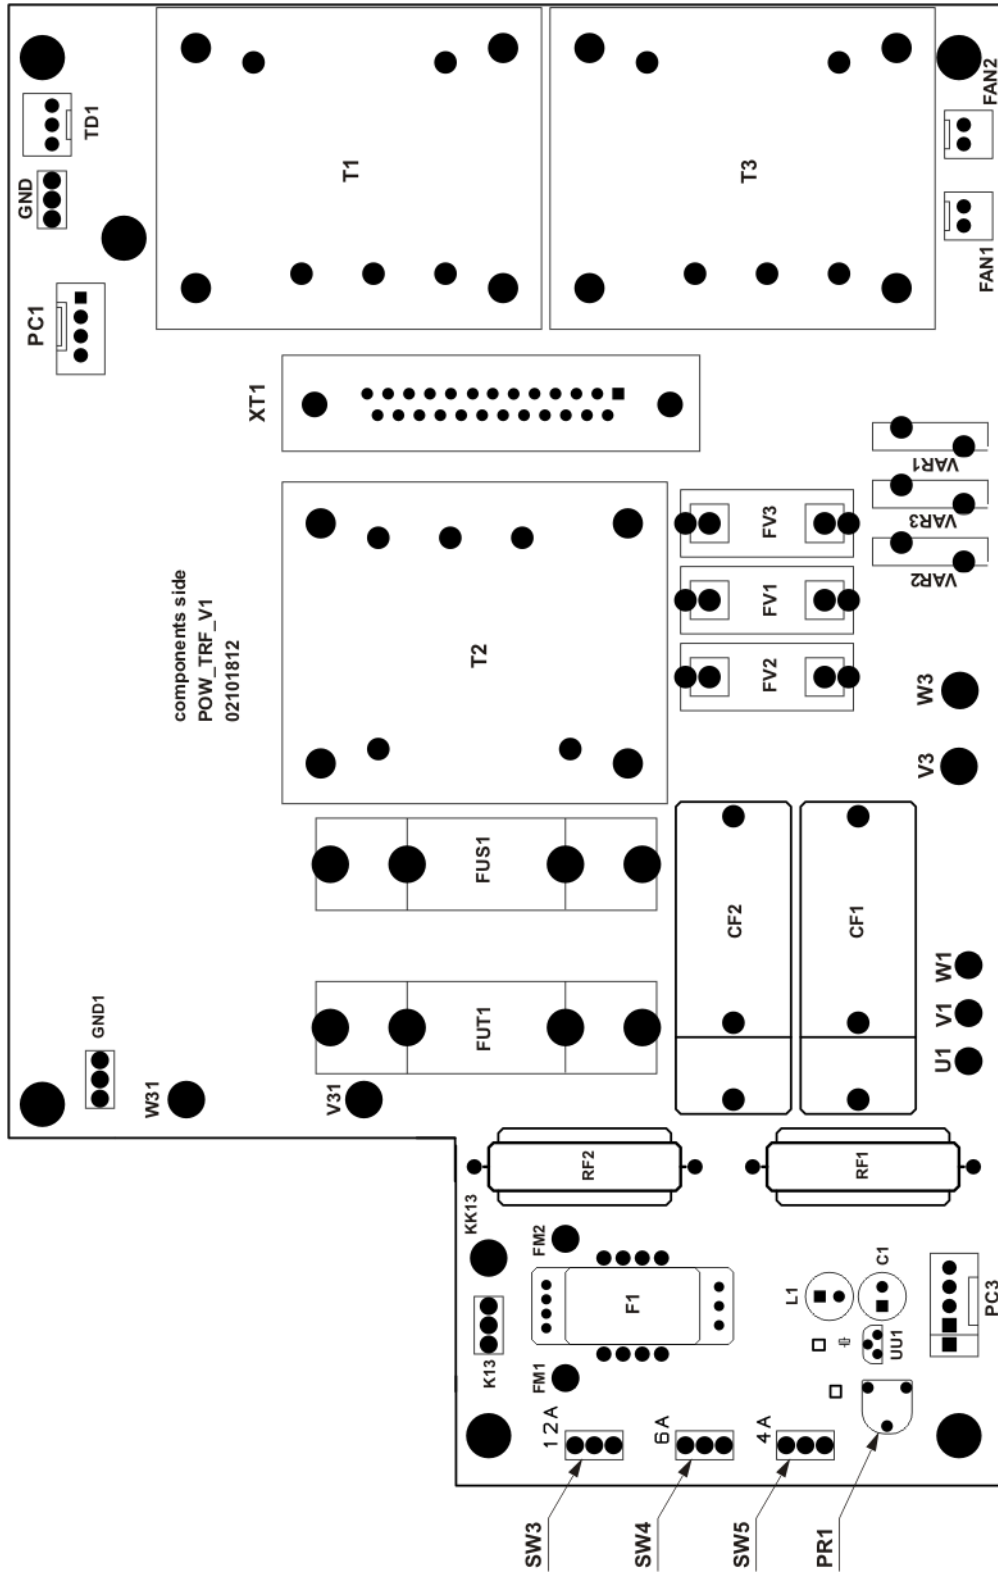 TD1
GND
PC1
T1
T3
FAN2
FAN1
XT1
VAR1
VAR3
VAR2
components side
POW_TRF_V1
02101812
T2
FV3
FV1
FV2
W3
V3
FUS1
FUT1
CF2
CF1
W1
V1
U1
GND1
W31
V31
RF2
RF1
KK13
K13
FM2
FM1
F1
L1
C1
UU1
PC3
12A
6A
4A
SW3
SW4
SW5
PR1